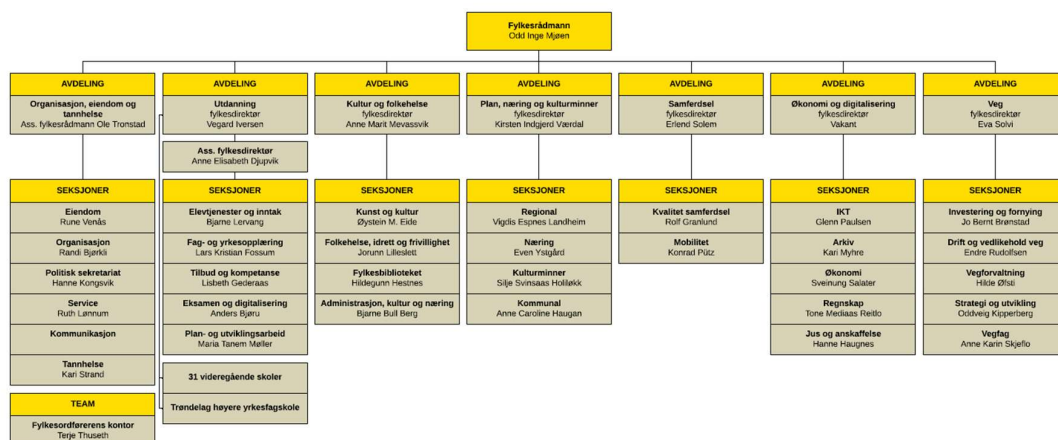 Fylkesrådmann
Odd Inge Mjøen
AVDELING
Organisasjon, eiendom og
tannhelse
Ass. fylkesrådmann Ole Tronstad
AVDELING
Utdanning
fylkesdirektør
Vegard Iversen
Ass. fylkesdirektør
Anne Elisabeth Djupvik
AVDELING
Kultur og folkehelse
fylkesdirektør
Anne Marit Mevassvik
AVDELING
Plan, næring og kulturminner
fylkesdirektør
Kirsten Indgjerd Værdal
AVDELING
Samferdsel
fylkesdirektør
Erlend Solem
AVDELING
Økonomi og digitalisering
fylkesdirektør
Vakant
AVDELING
Veg
fylkesdirektør
Eva Solvi
SEKSJONER
Eiendom
Rune Venås
Organisasjon
Randi Bjørkli
Politisk sekretariat
Hanne Kongsvik
Service
Ruth Lønnum
Kommunikasjon
Tannhelse
Kari Strand
TEAM
Fylkesordførerens kontor
Terje Thuseth
SEKSJONER
Elevtjenester og inntak
Bjarne Lervang
Fag- og yrkesopplæring
Lars Kristian Fossum
Tilbud og kompetanse
Lisbeth Gederaas
Eksamen og digitalisering
Anders Bjøru
Plan- og utviklingsarbeid
Maria Tanem Møller
31 videregående skoler
Trøndelag høyere yrkesfagskole
SEKSJONER
Kunst og kultur
Øystein M. Eide
Folkehelse, idrett og frivillighet
Jorunn Lilleslett
Fylkesbiblioteket
Hildegunn Hestnes
Administrasjon, kultur og næring
Bjarne Bull Berg
SEKSJONER
Regional
Vigdis Espnes Landheim
Næring
Even Ystgård
Kulturminner
Silje Svinsaas Holiløkk
Kommunal
Anne Caroline Haugan
SEKSJONER
Kvalitet samferdsel
Rolf Granlund
Mobilitet
Konrad Pütz
SEKSJONER
IKT
Glenn Paulsen
Arkiv
Kari Myhre
Økonomi
Sveinung Salater
Regnskap
Tone Mediaas Reitlo
Jus og anskaffelse
Hanne Haugnes
SEKSJONER
Investering og fornying
Jo Bernt Brønstad
Drift og vedlikehold veg
Endre Rudolfsen
Vegforvaltning
Hilde Øfsti
Strategi og utvikling
Oddveig Kipperberg
Vegfag
Anne Karin Skjeflo